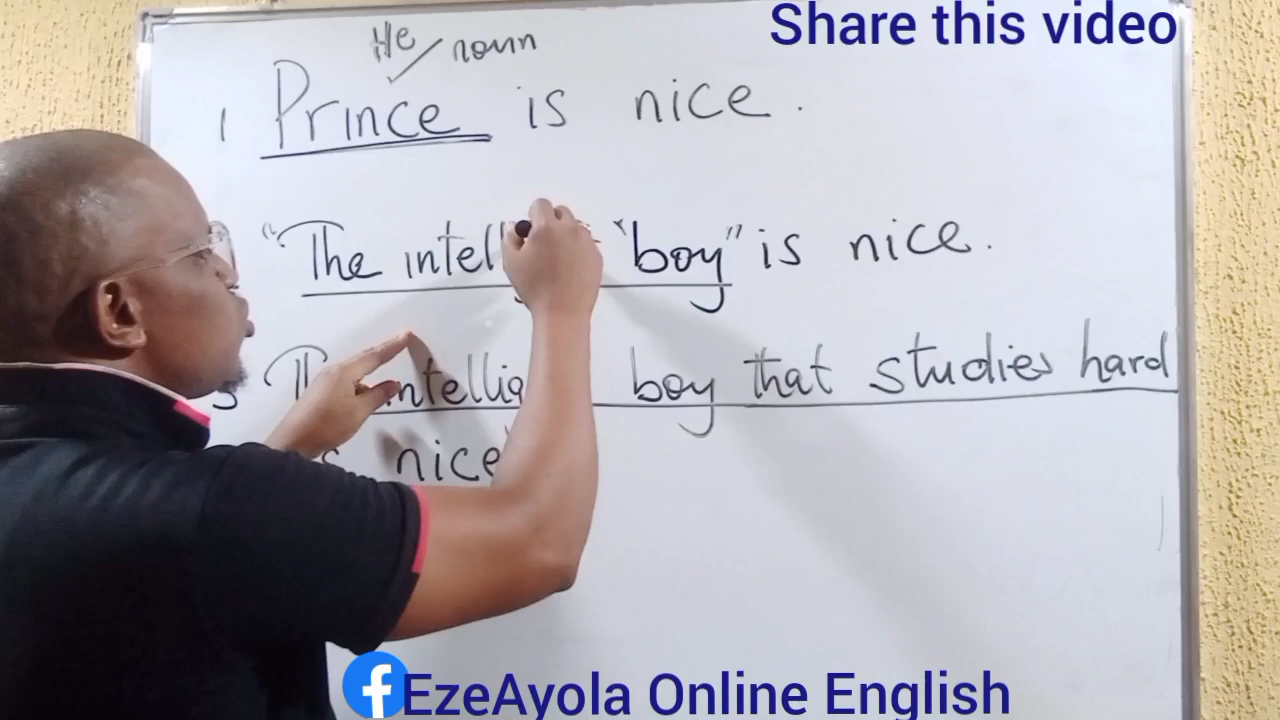 Share this video
He noun
1 Prince is nice.
"The intell "boy" is nice.
3 intellig boy that studies hard
nice
EzeAyola Online English